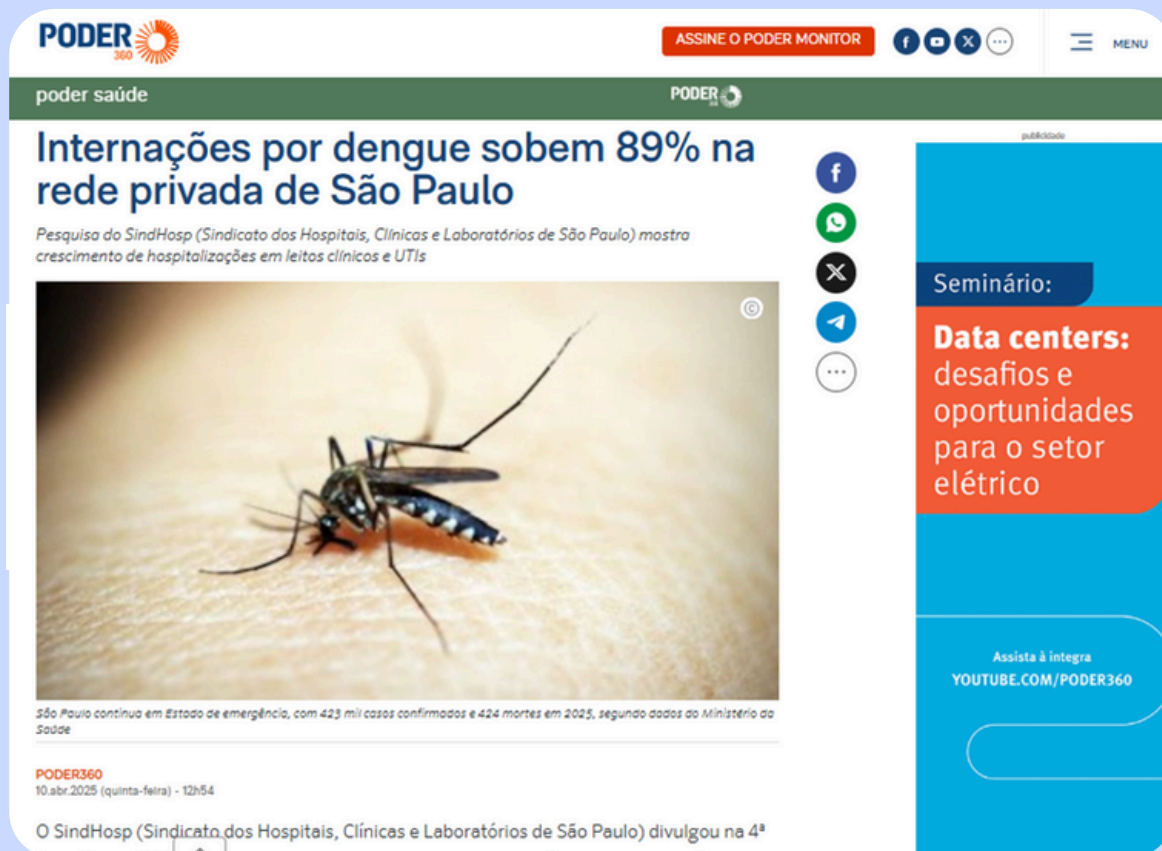 PODER
360
ASSINE O PODER MONITOR
MENU
poder saúde
PODER
publicidade
Internações por dengue sobem 89% na
rede privada de São Paulo
Pesquisa do SindHosp (Sindicato dos Hospitais, Clínicas e Laboratórios de São Paulo) mostra
crescimento de hospitalizações em leitos clínicos e UTIs
©
Seminário:
Data centers:
desafios e
oportunidades
para o setor
elétrico
Assista à integra
YOUTUBE.COM/PODER360
São Paulo continua em Estado de emergência, com 423 mil casos confirmados e 424 mortes em 2025, segundo dados do Ministério da
Saúde
PODER360
10.abr.2025 (quinta-feira) - 12h54
O SindHosp (Sindicato dos Hospitais, Clínicas e Laboratórios de São Paulo) divulgou na 4ª